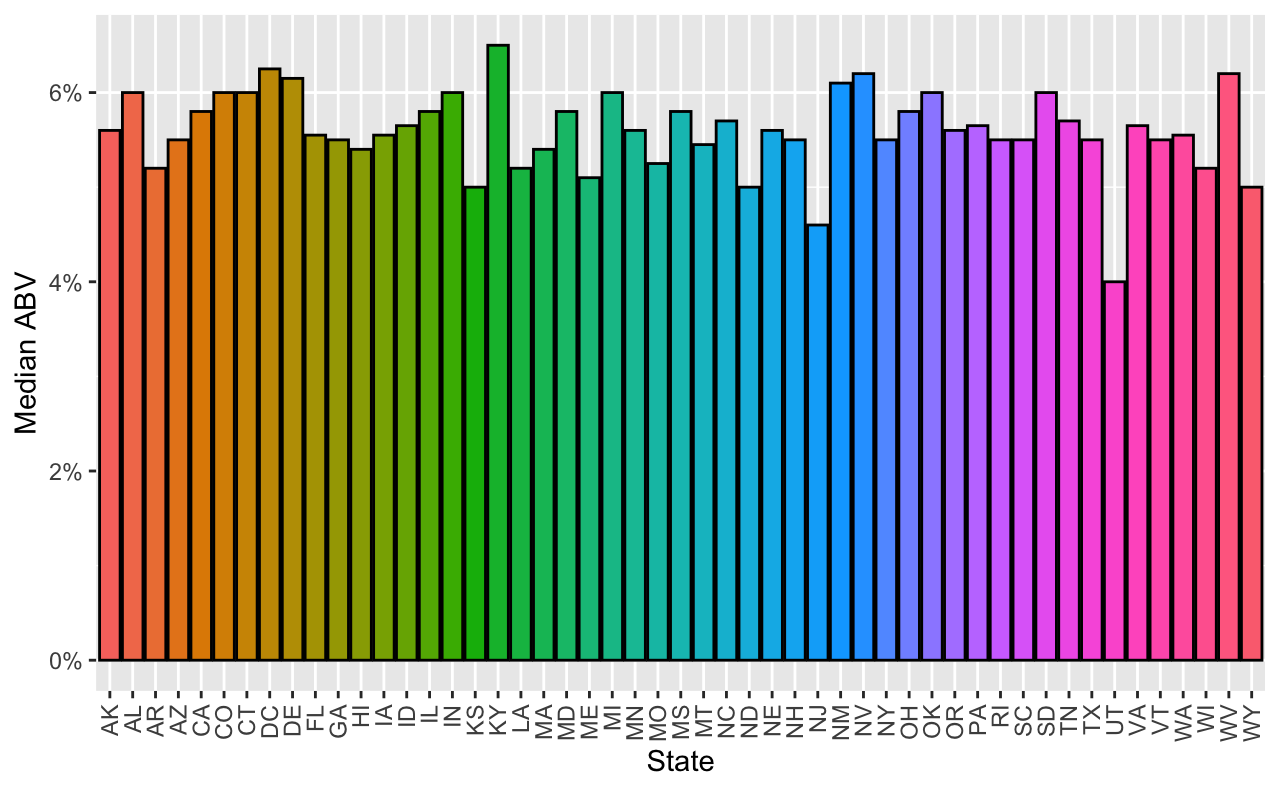 6%
4%
2%
0%
Median ABV
AK AL AR AZ CA CO CT DC DE FL GA HI IA ID IL IN KS KY LA MA MD ME MI MN MO MS MT NC ND NE NH NJ NM NV NY OH OK OR PA RI SC SD TN TX UT VA VT WA WI WV WY
State